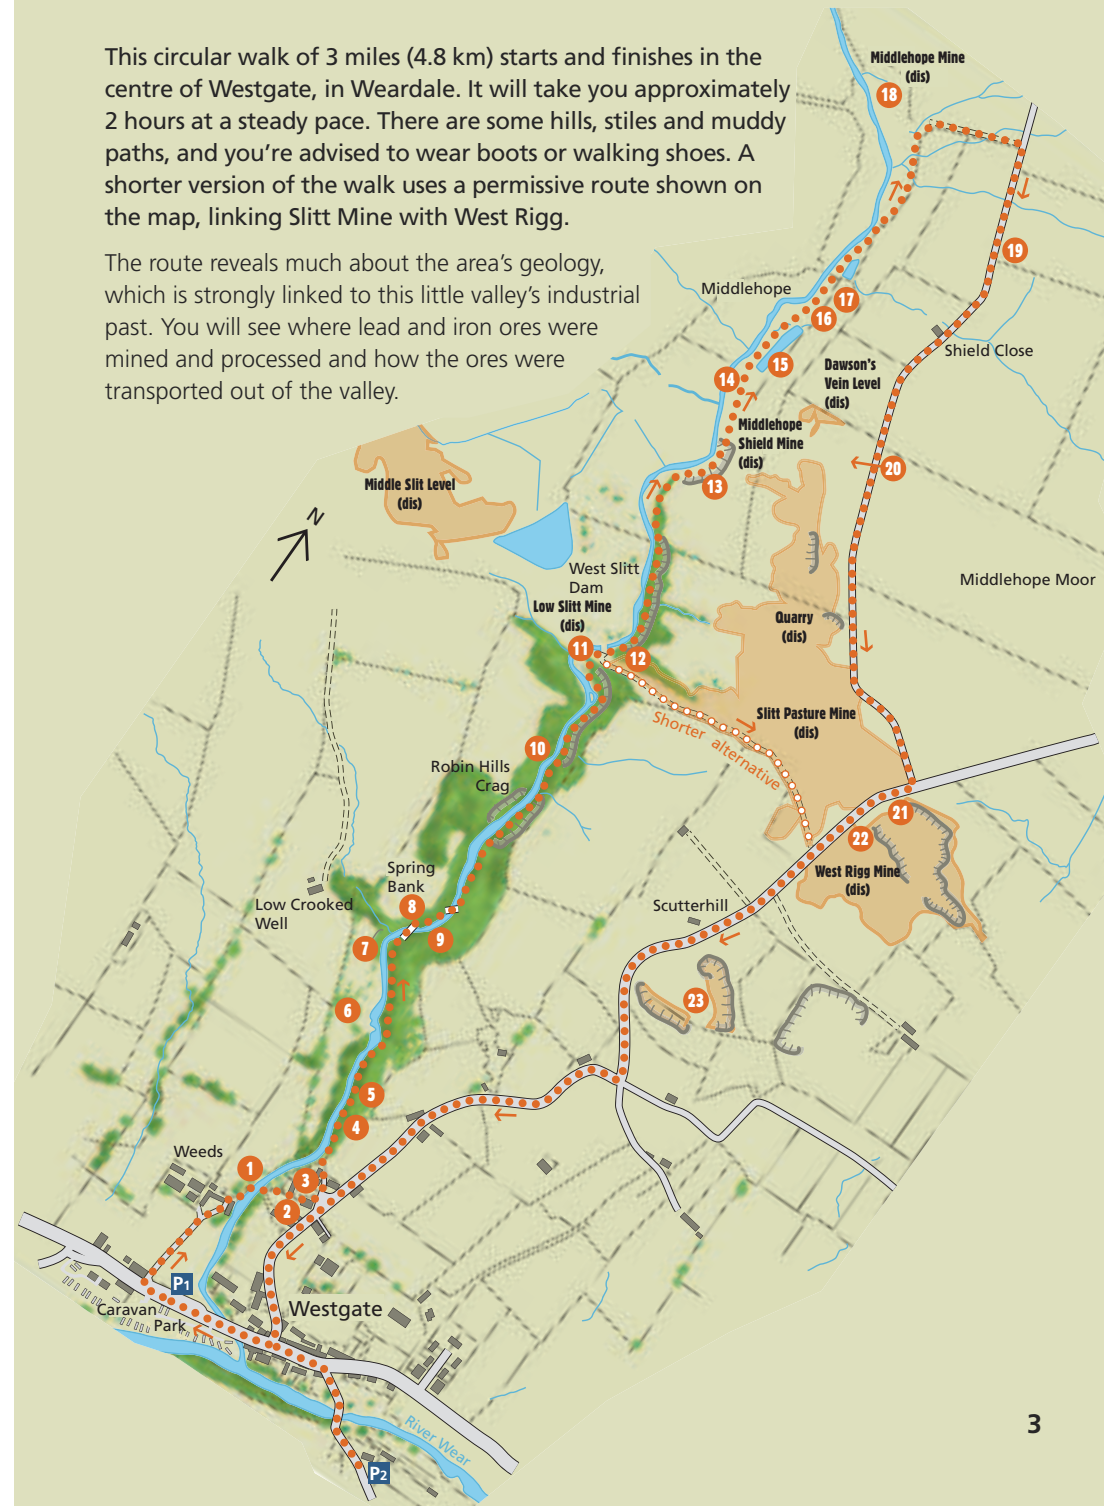 This circular walk of 3 miles (4.8 km) starts and finishes in the
centre of Westgate, in Weardale. It will take you approximately
2 hours at a steady pace. There are some hills, stiles and muddy
paths, and you’re advised to wear boots or walking shoes. A
shorter version of the walk uses a permissive route shown on
the map, linking Slitt Mine with West Rigg.
The route reveals much about the area’s geology,
which is strongly linked to this little valley’s industrial
past. You will see where lead and iron ores were
mined and processed and how the ores were
transported out of the valley.
Middlehope Mine
(dis)
18
19
Middlehope
17
16
Shield Close
15
14
Dawson’s
Vein Level
(dis)
Middlehope
Shield Mine
(dis)
20
13
Middle Slit Level
(dis)
N
West Slitt
Dam
Middlehope Moor
Low Slitt Mine
(dis)
Quarry
(dis)
11
12
Slitt Pasture Mine
(dis)
Shorter alternative
10
Robin Hills
Crag
21
22
West Rigg Mine
(dis)
Spring
Bank
8
Low Crooked
Well
Scutterhill
9
7
23
6
5
4
Weeds
1
3
2
P1
Caravan
Park
Westgate
River Wear
P2
3